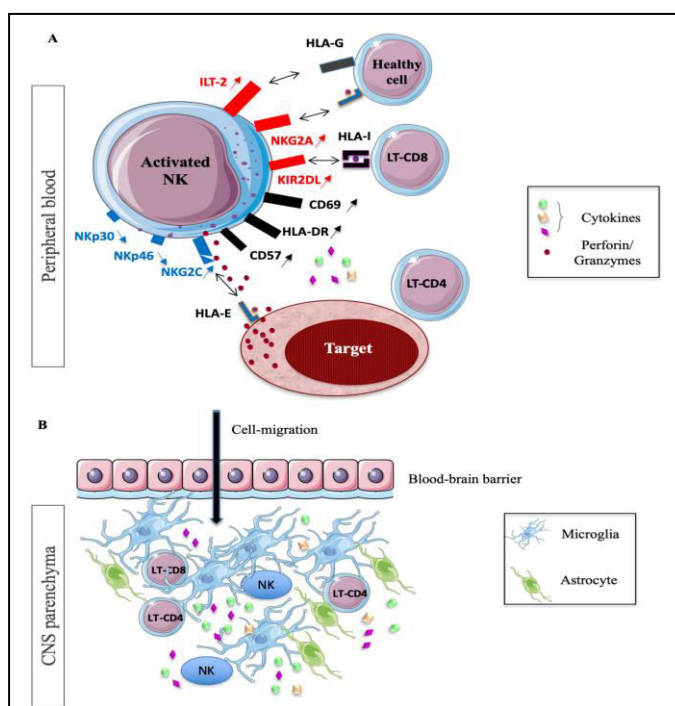 A
Peripheral blood
HLA-G
Healthy
cell
ILT-2
NKG2A
HLA-I
Activated
NK
KIR2DL
LT-CD8
CD69
HLA-DR
NKp30
NKp46
NKG2C
CD57
Cytokines
Perforin/
Granzymes
LT-CD4
HLA-E
Target
B
Cell-migration
Blood-brain barrier
CNS parenchyma
LT-CD8
NK
LT-CD4
LT-CD4
NK
Microglia
Astrocyte